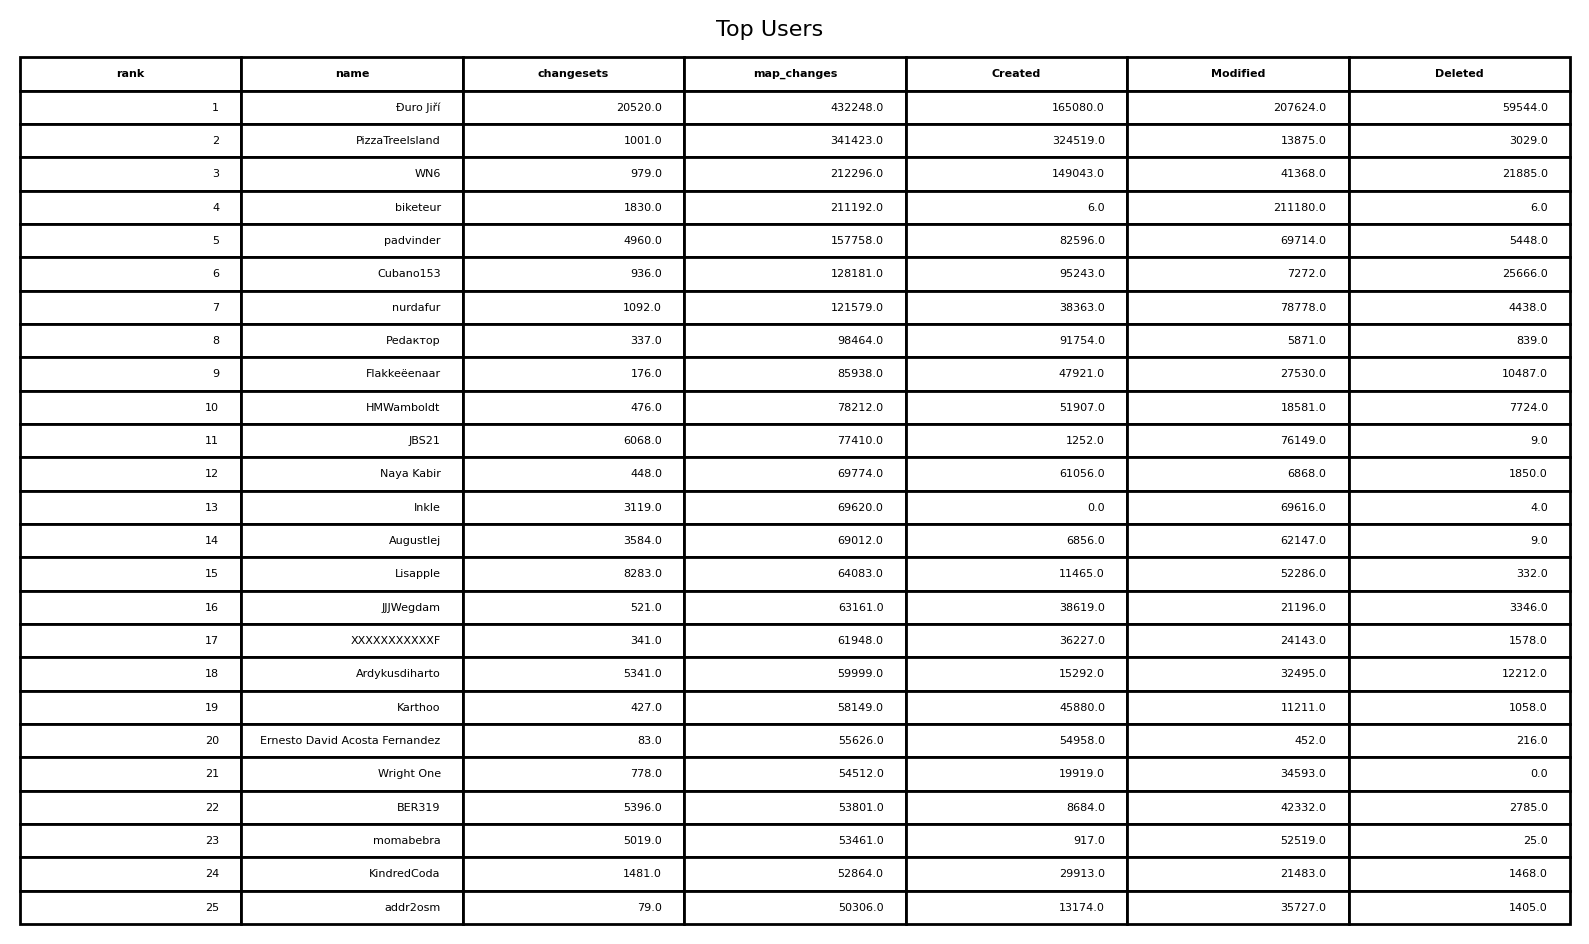 Top Users
rank name changesets map_changes Created Modified Deleted
1 Đuro Jiří 20520.0 432248.0 165080.0 207624.0 59544.0
2 PizzaTreeIsland 1001.0 341423.0 324519.0 13875.0 3029.0
3 WN6 979.0 212296.0 149043.0 41368.0 21885.0
4 biketeur 1830.0 211192.0 6.0 211180.0 6.0
5 padvinder 4960.0 157758.0 82596.0 69714.0 5448.0
6 Cubano153 936.0 128181.0 95243.0 7272.0 25666.0
7 nurdafur 1092.0 121579.0 38363.0 78778.0 4438.0
8 Редактор 337.0 98464.0 91754.0 5871.0 839.0
9 Flakkeëenaar 176.0 85938.0 47921.0 27530.0 10487.0
10 HMWamboldt 476.0 78212.0 51907.0 18581.0 7724.0
11 JBS21 6068.0 77410.0 1252.0 76149.0 9.0
12 Naya Kabir 448.0 69774.0 61056.0 6868.0 1850.0
13 Inkle 3119.0 69620.0 0.0 69616.0 4.0
14 Augustlej 3584.0 69012.0 6856.0 62147.0 9.0
15 Lisapple 8283.0 64083.0 11465.0 52286.0 332.0
16 JJJWegdam 521.0 63161.0 38619.0 21196.0 3346.0
17 XXXXXXXXXXXF 341.0 61948.0 36227.0 24143.0 1578.0
18 Ardykusdiharto 5341.0 59999.0 15292.0 32495.0 12212.0
19 Karthoo 427.0 58149.0 45880.0 11211.0 1058.0
20 Ernesto David Acosta Fernandez 83.0 55626.0 54958.0 452.0 216.0
21 Wright One 778.0 54512.0 19919.0 34593.0 0.0
22 BER319 5396.0 53801.0 8684.0 42332.0 2785.0
23 momabebra 5019.0 53461.0 917.0 52519.0 25.0
24 KindredCoda 1481.0 52864.0 29913.0 21483.0 1468.0
25 addr2osm 79.0 50306.0 13174.0 35727.0 1405.0